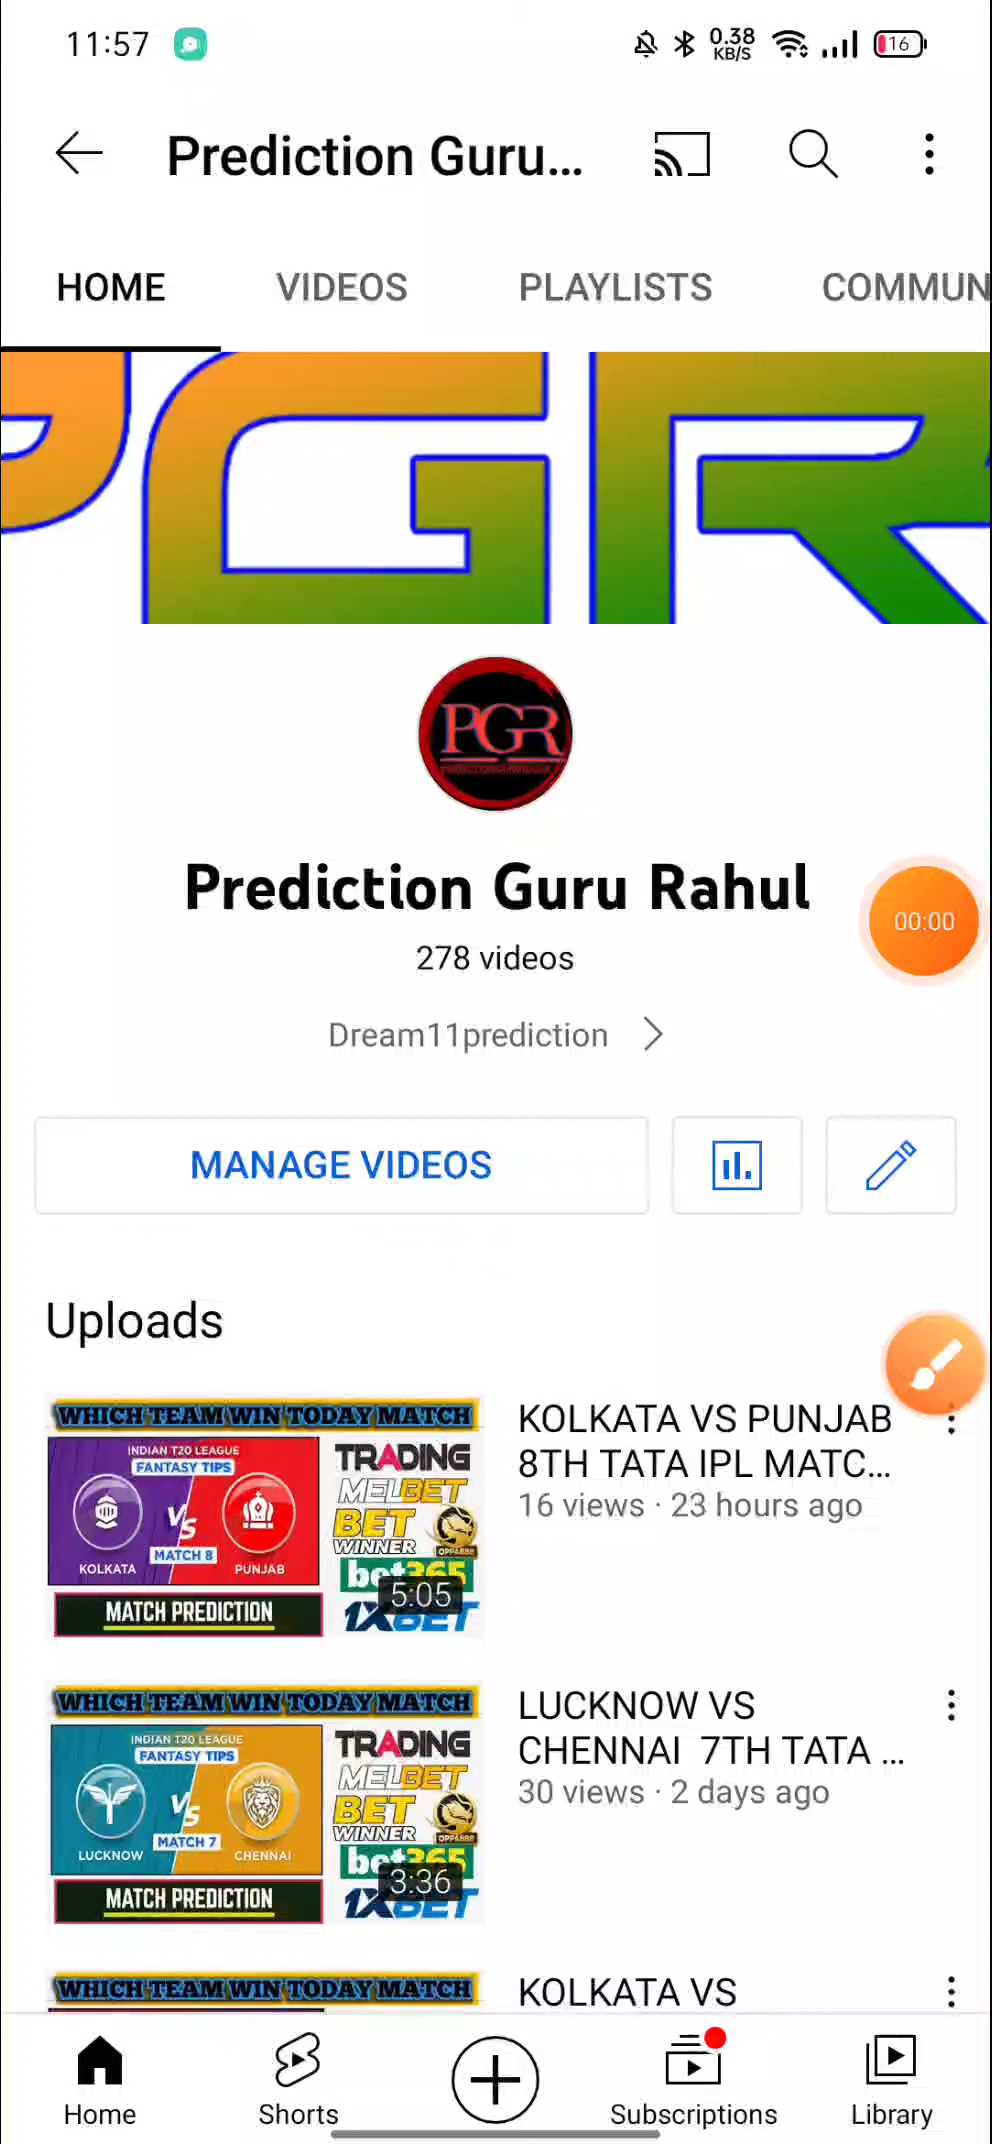 11:57
0.38
KB/S
16
Prediction Guru...
HOME VIDEOS PLAYLISTS COMMUN
PGR
PGR
Prediction Guru Rahul
00:00
278 videos
Dream11prediction
MANAGE VIDEOS
Uploads
WHICH TEAM WIN TODAY MATCH
INDIAN T20 LEAGUE
FANTASY TIPS
VS
KOLKATA
MATCH 8
PUNJAB
MATCH PREDICTION
TRADING
MELBET
BET
WINNER
OPPA888
bet365
5:05
1XBET
KOLKATA VS PUNJAB
8TH TATA IPL MATC...
16 views · 23 hours ago
WHICH TEAM WIN TODAY MATCH
INDIAN T20 LEAGUE
FANTASY TIPS
VS
MATCH 7
LUCKNOW
CHENNAI
MATCH PREDICTION
TRADING
MELBET
BET
WINNER
OPPA888
bet365
3:36
1XBET
LUCKNOW VS
CHENNAI 7TH TATA ...
30 views · 2 days ago
WHICH TEAM WIN TODAY MATCH
KOLKATA VS
Home Shorts Subscriptions Library